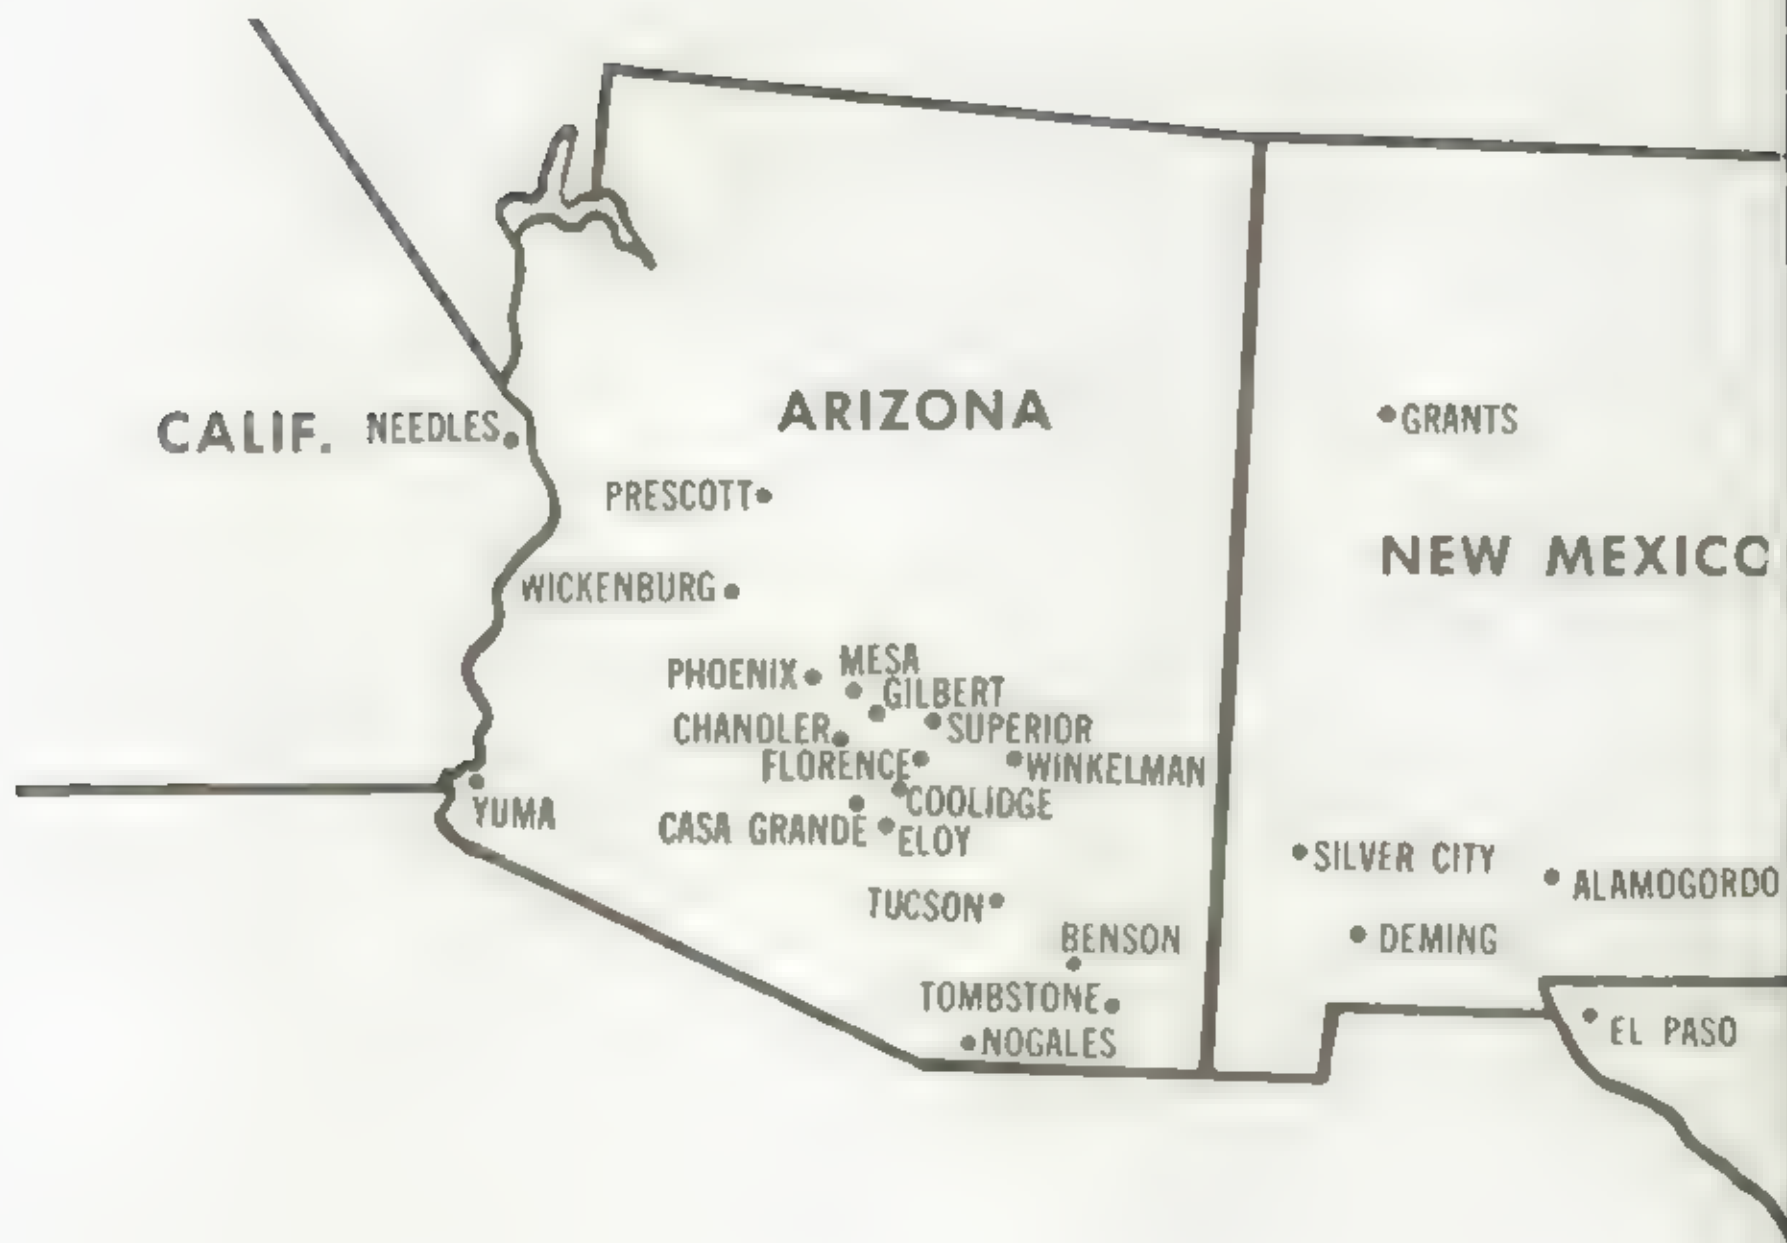 ARIZONA
CALIF.
NEEDLES
GRANTS
PRESCOTT
NEW MEXICO
WICKENBURG
PHOENIX
MESA
GILBERT
CHANDLER
SUPERIOR
FLORENCE
WINKELMAN
COOLIDGE
YUMA
CASA GRANDE
ELOY
SILVER CITY
ALAMOGORDO
TUCSON
BENSON
DEMING
TOMBSTONE
EL PASO
NOGALES